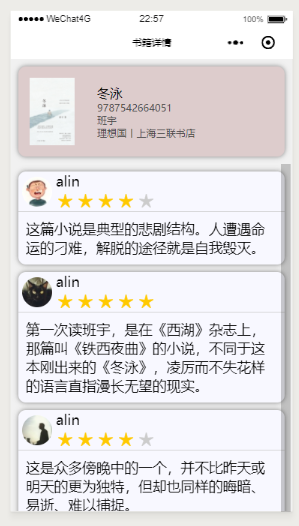 WeChat4G 22:57 100%
书籍详情
冬泳
9787542664051
班宇
理想国丨上海三联书店
alin
这篇小说是典型的悲剧结构。人遭遇命
运的刁难，解脱的途径就是自我毁灭。
alin
第一次读班宇，是在《西湖》杂志上，
那篇叫《铁西夜曲》的小说，不同于这
本刚出来的《冬泳》，凌厉而不失花样
的语言直指漫长无望的现实。
alin
这是众多傍晚中的一个，并不比昨天或
明天的更为独特，但却也同样的晦暗、
易逝、难以捕捉。